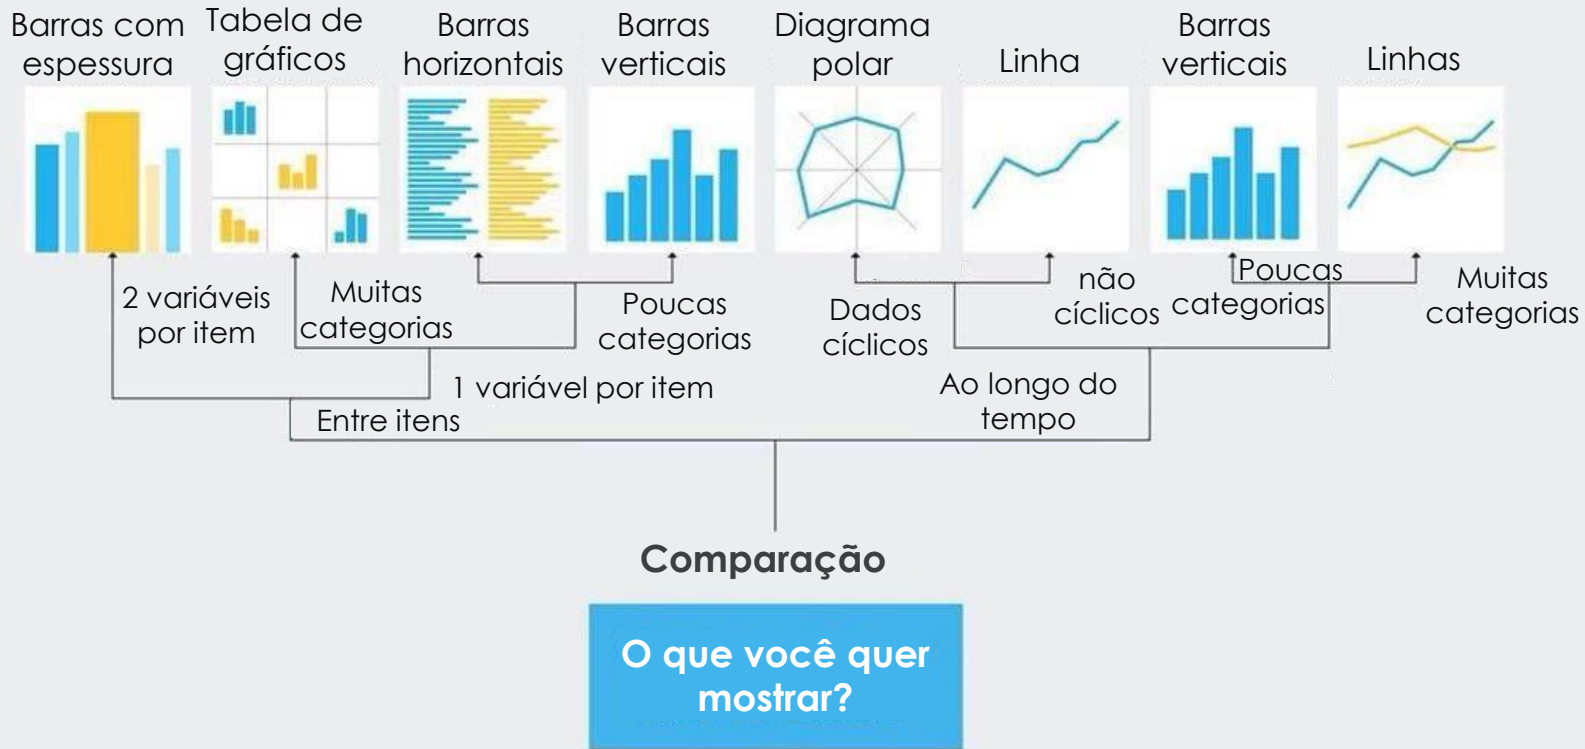 Barras com
espessura
Tabela de
gráficos
Barras
horizontais
Barras
verticais
Diagrama
polar
Linha
Barras
verticais
Linhas
2 variáveis
por item
Muitas
categorias
Poucas
categorias
Dados
cíclicos
não
cíclicos
Poucas
categorias
Muitas
categorias
1 variável por item
Ao longo do
tempo
Entre itens
Comparação
O que você quer
mostrar?